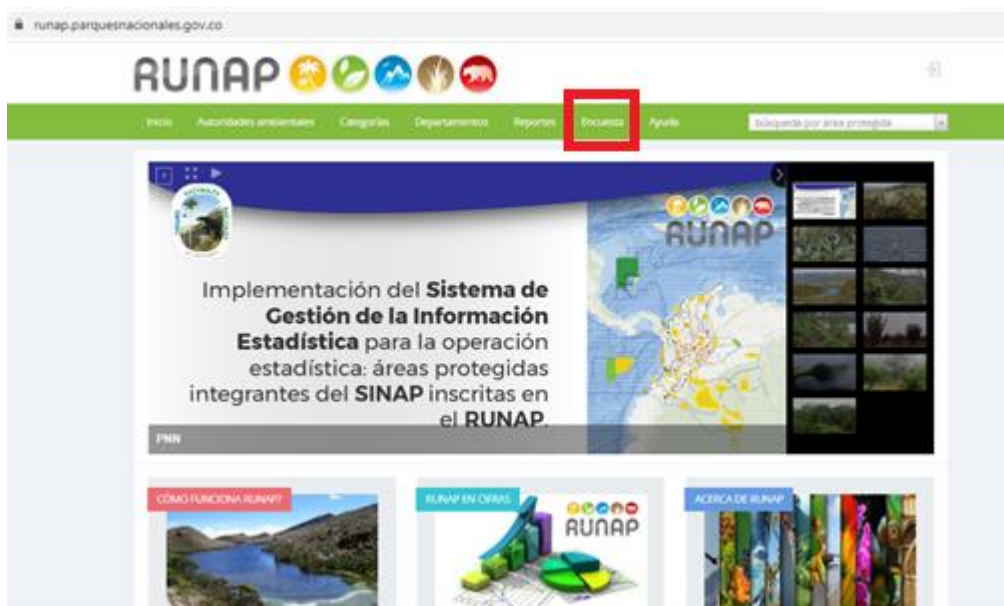 runap.parquesnacionales.gov.co
RUNAP
Inicio Autoridades ambientales Categorías Departamentos Reportes Encuesta Ayuda búsqueda por área protegida
RUNAP
Implementación del Sistema de
Gestión de la Información
Estadística para la operación
estadística: áreas protegidas
integrantes del SINAP inscritas en
el RUNAP.
PNN
CÓMO FUNCIONA RUNAP? RUNAP EN CIFRAS ACERCA DE RUNAP
RUNAP